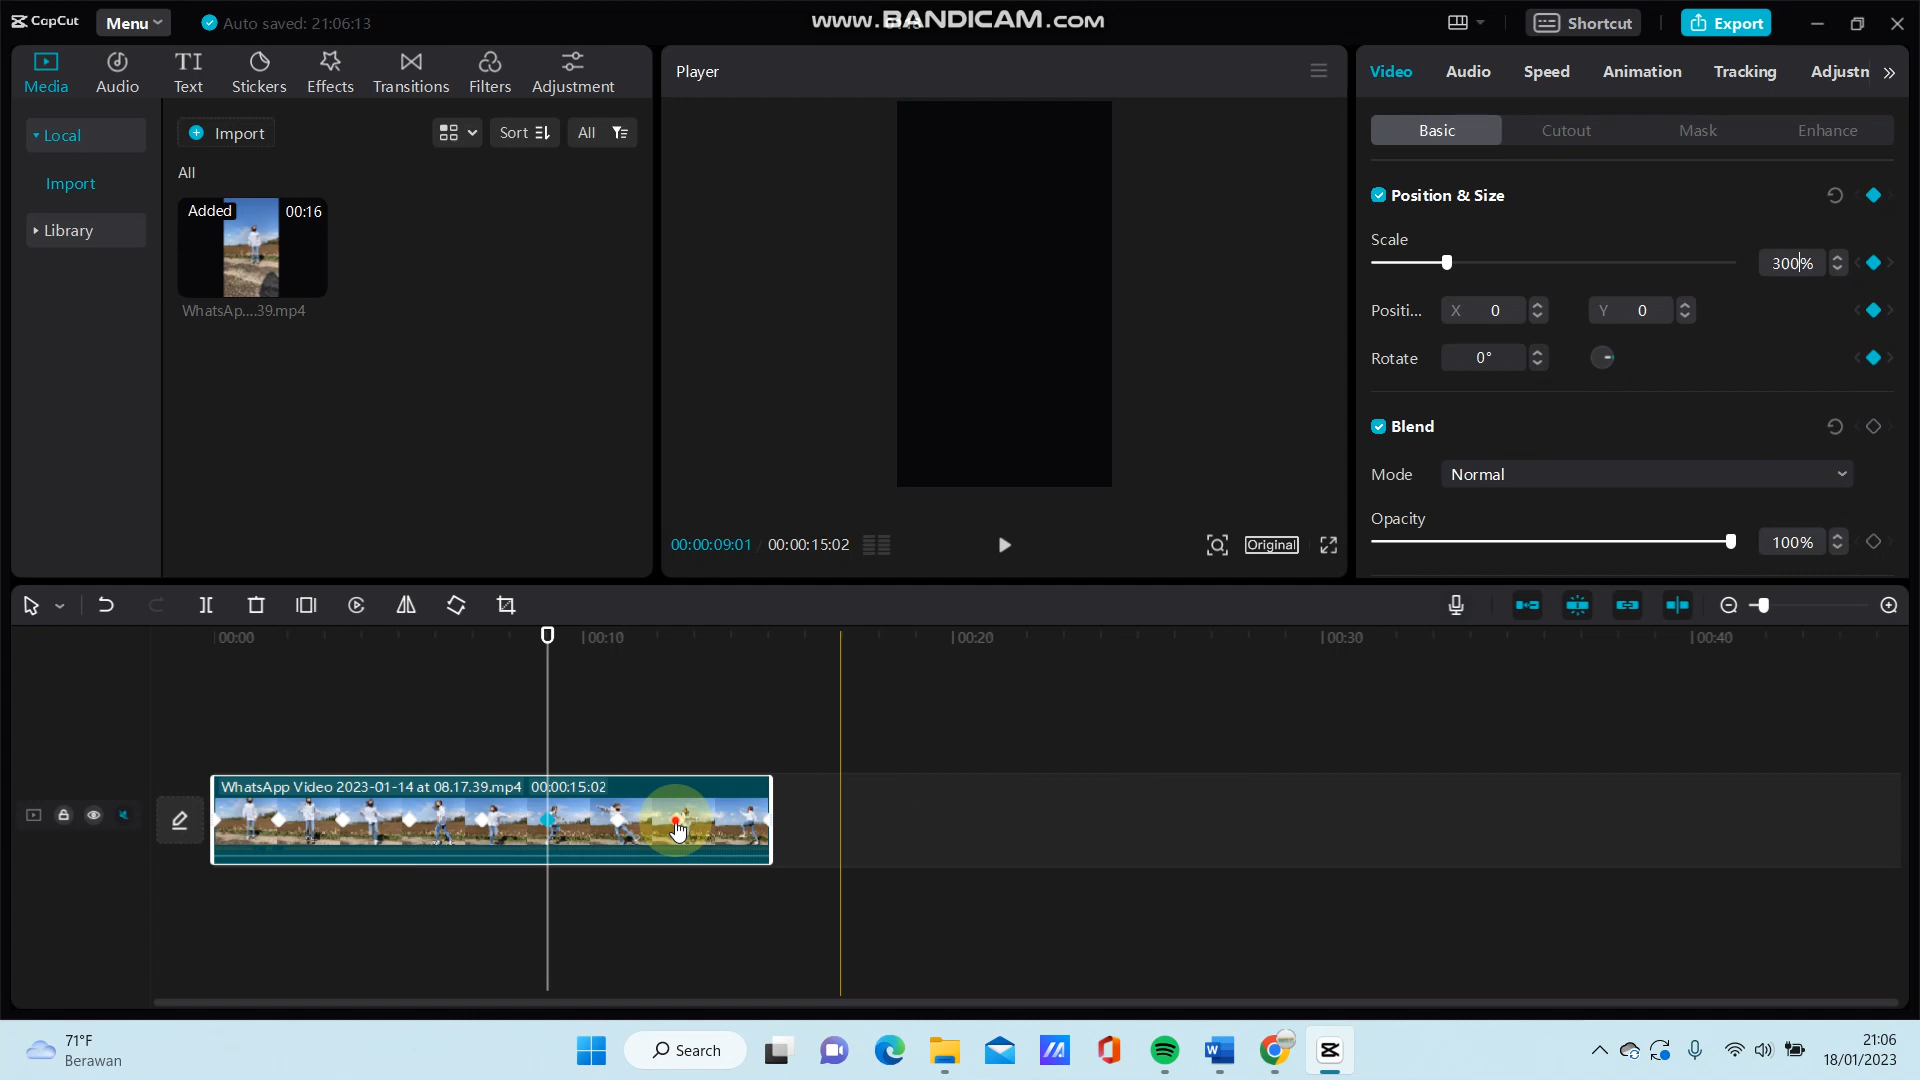 CapCut
Menu
Auto saved: 21:06:13
www.BANDICAM.com
Shortcut
Export
Media
Audio
Text
Stickers
Effects
Transitions
Filters
Adjustment
Player
Video
Audio
Speed
Animation
Tracking
Adjustn
Local
Import
Library
Import
Sort
All
All
Added
00:16
WhatsAp....39.mp4
00:00:09:01
00:00:15:02
Original
Basic
Cutout
Mask
Enhance
Position & Size
Scale
300%
Positi...
X 0
Y 0
Rotate
0°
Blend
Mode
Normal
Opacity
100%
00:00
00:10
00:20
00:30
00:40
WhatsApp Video 2023-01-14 at 08.17.39.mp4 00:00:15:02
71°F
Berawan
Search
21:06
18/01/2023